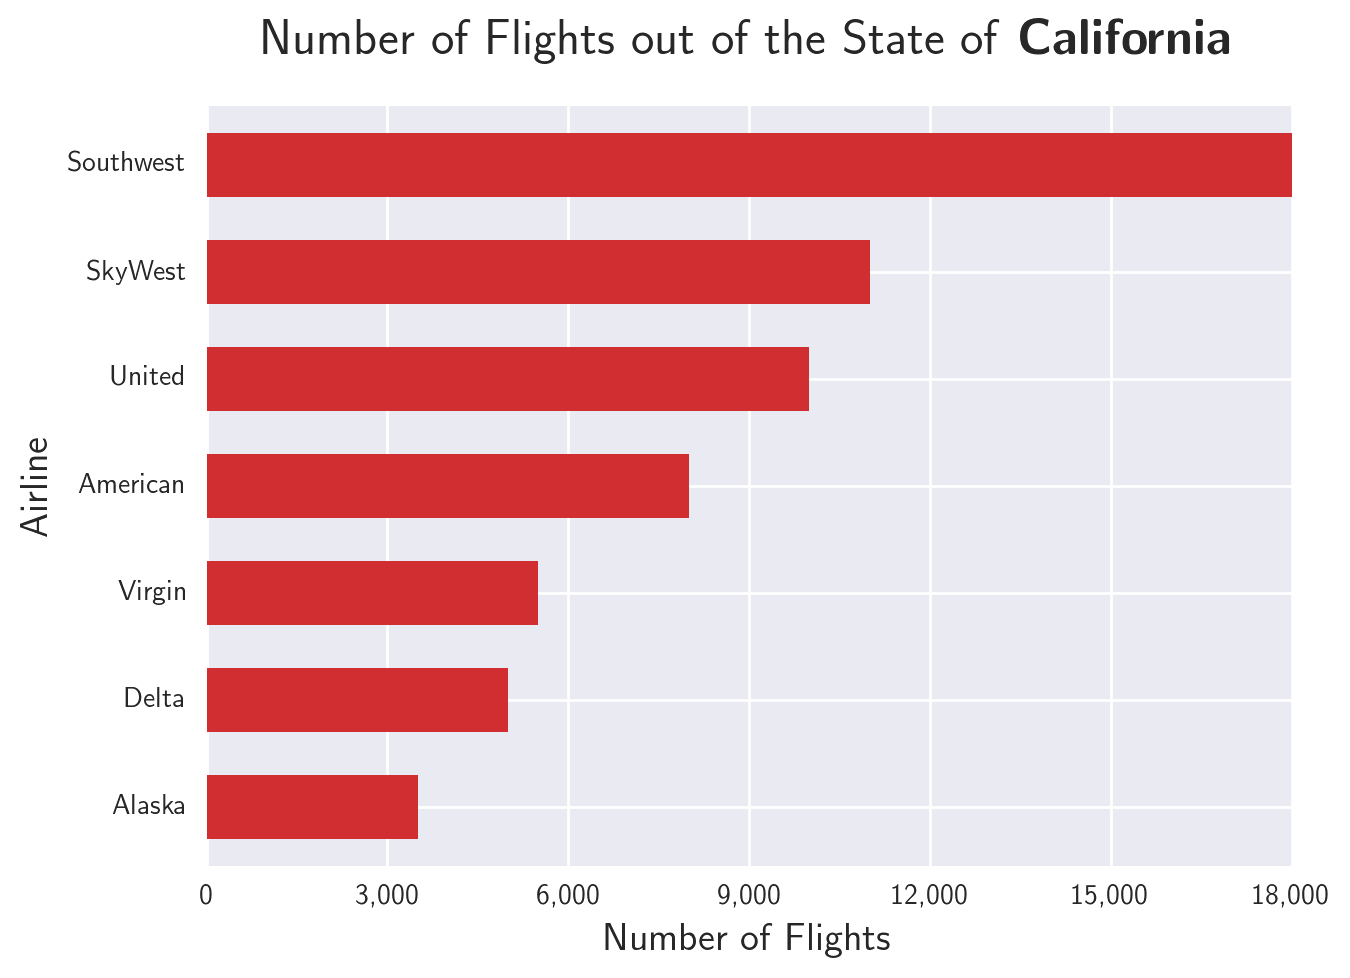 Number of Flights out of the State of California
Southwest
SkyWest
United
American
Virgin
Delta
Alaska
Airline
0 3,000 6,000 9,000 12,000 15,000 18,000
Number of Flights